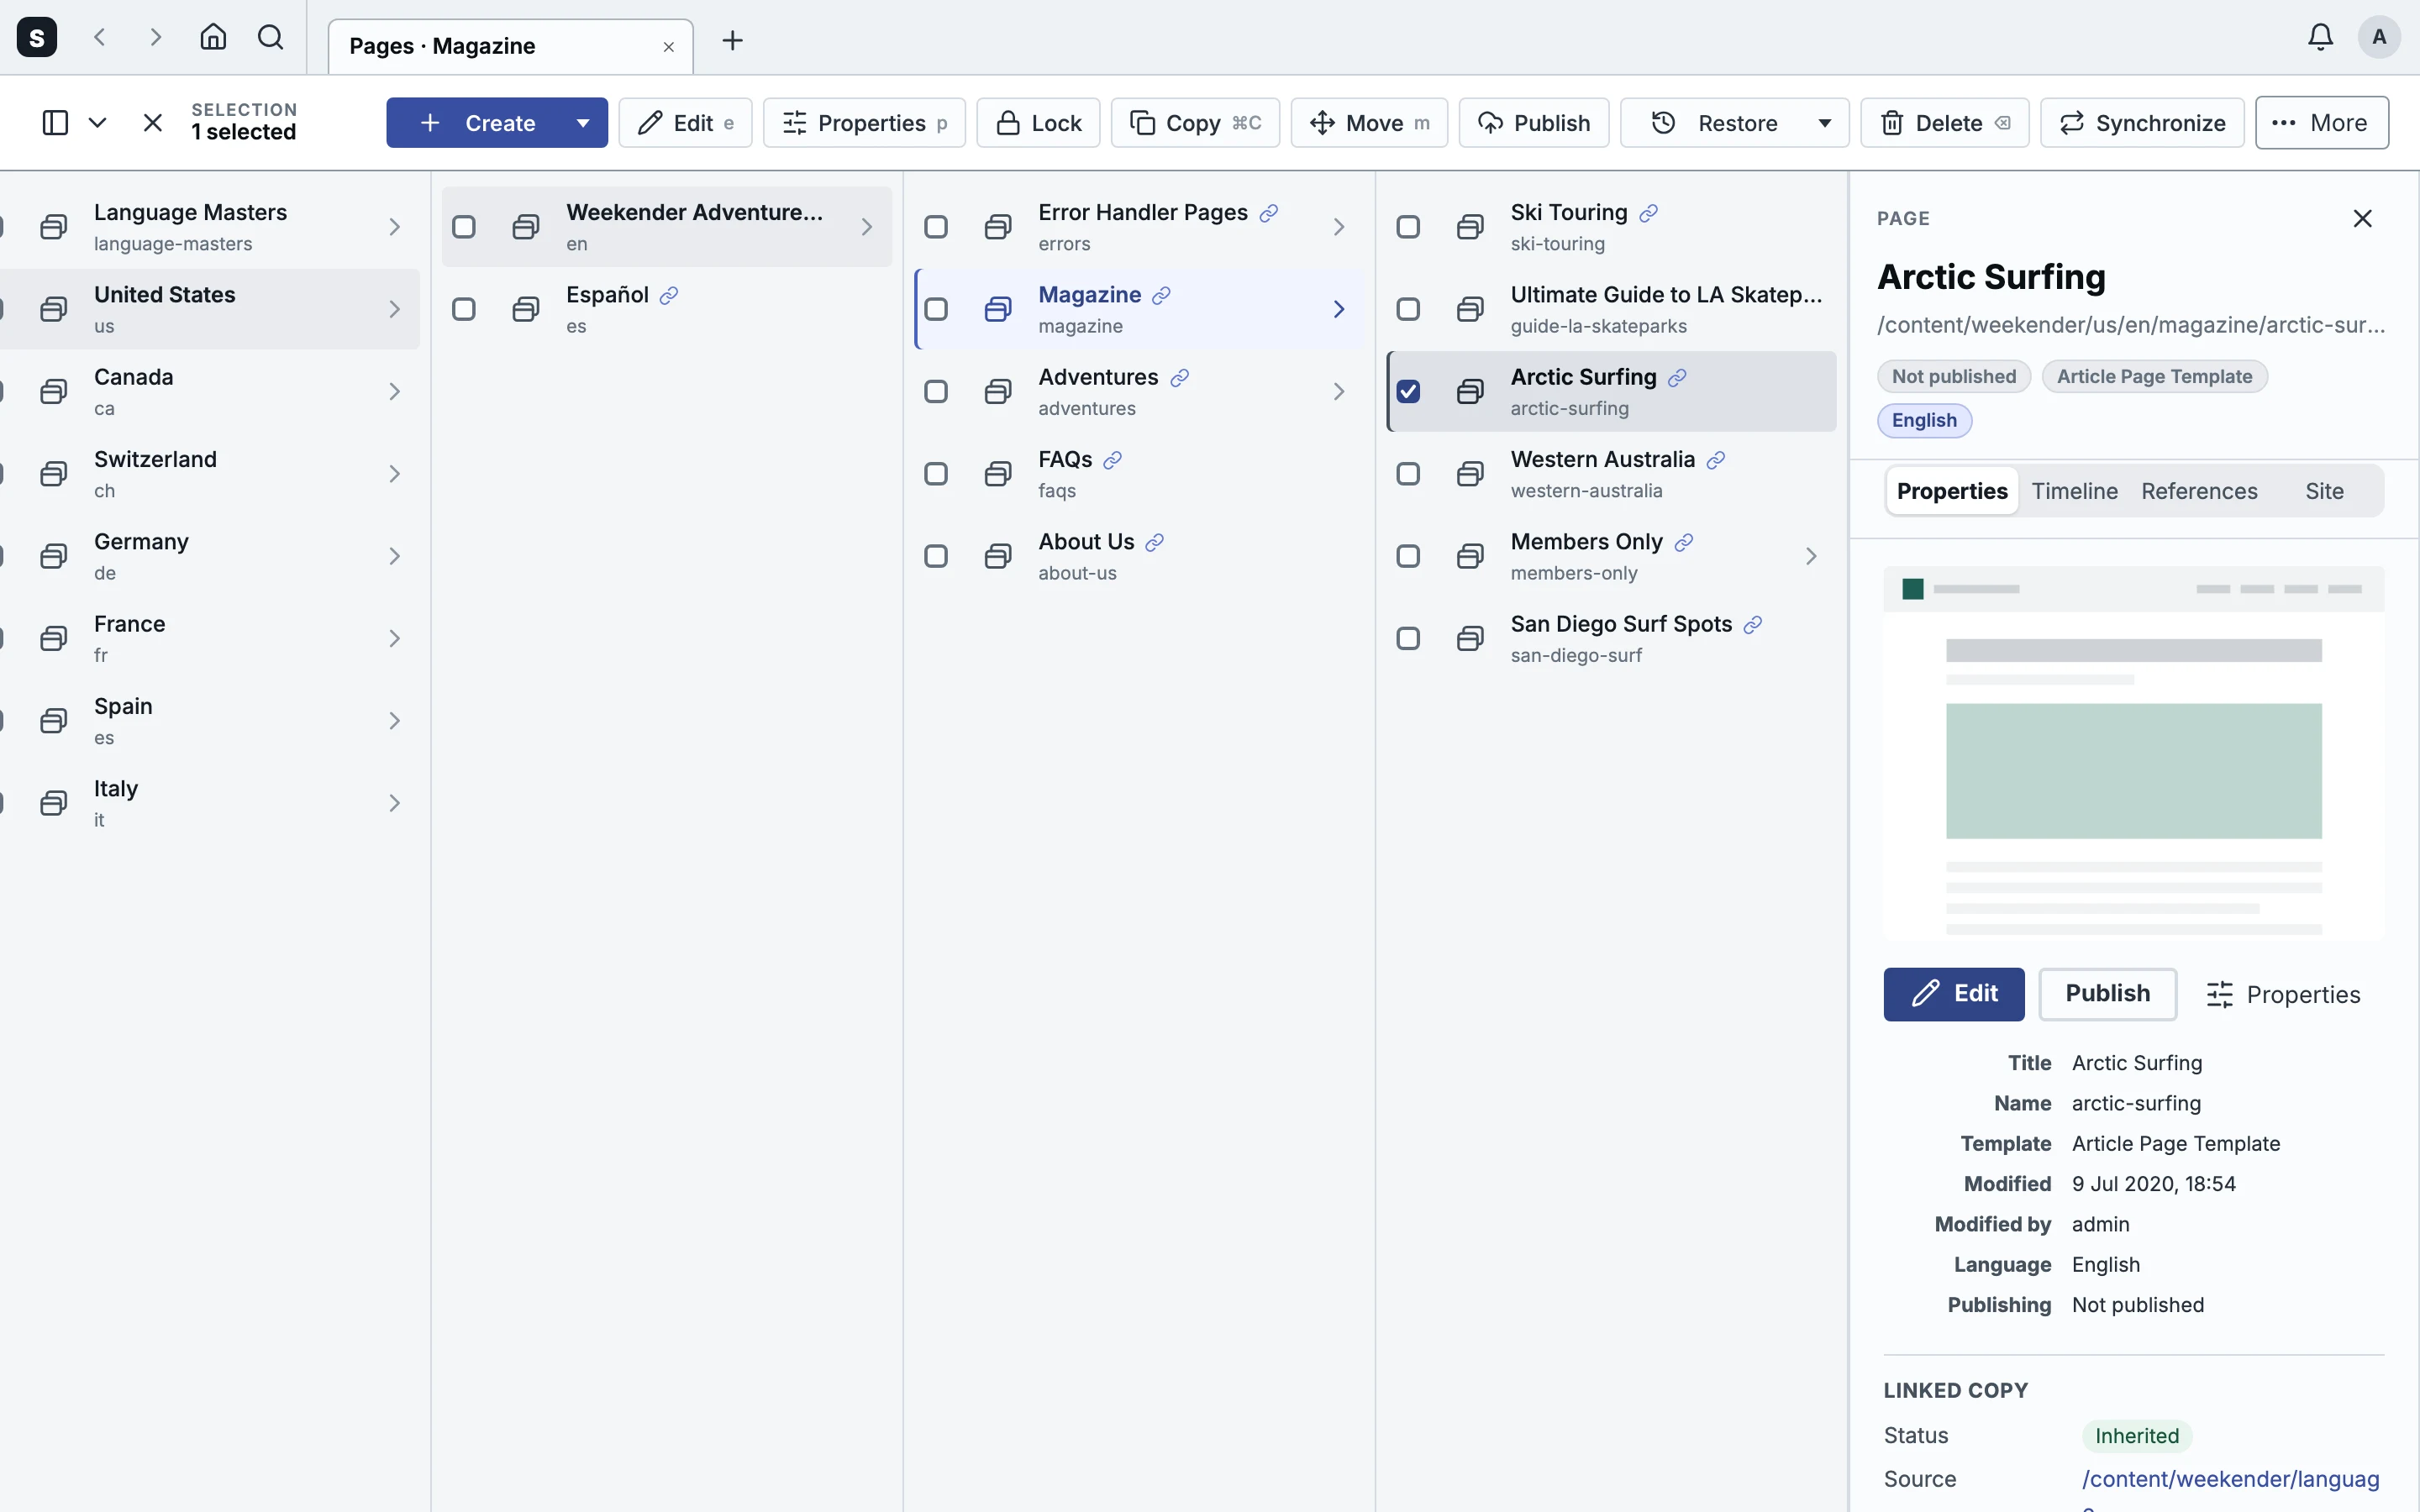 S
Pages · Magazine
A
SELECTION
1 selected
Create
Edit e
Properties p
Lock
Copy ⌘C
Move m
Publish
Restore
Delete
Synchronize
More
Language Masters
language-masters
United States
us
Canada
ca
Switzerland
ch
Germany
de
France
fr
Spain
es
Italy
it
Weekender Adventure...
en
Español
es
Error Handler Pages
errors
Magazine
magazine
Adventures
adventures
FAQs
faqs
About Us
about-us
Ski Touring
ski-touring
Ultimate Guide to LA Skatep...
guide-la-skateparks
Arctic Surfing
arctic-surfing
Western Australia
western-australia
Members Only
members-only
San Diego Surf Spots
san-diego-surf
PAGE
Arctic Surfing
/content/weekender/us/en/magazine/arctic-sur...
Not published
Article Page Template
English
Properties
Timeline
References
Site
Edit
Publish
Properties
Title Arctic Surfing
Name arctic-surfing
Template Article Page Template
Modified 9 Jul 2020, 18:54
Modified by admin
Language English
Publishing Not published
LINKED COPY
Status Inherited
Source /content/weekender/languag